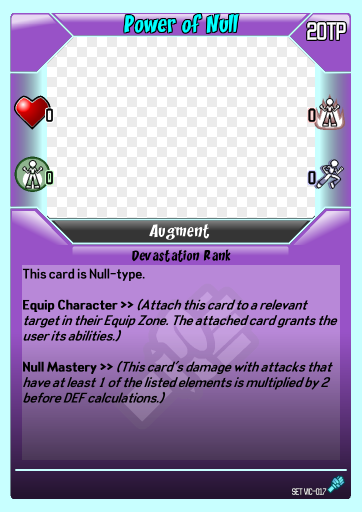 Power of Null
20TP
0
0
0
0
Augment
Devastation Rank
This card is Null-type.
Equip Character >> (Attach this card to a relevant
target in their Equip Zone. The attached card grants the
user its abilities.)
Null Mastery >> (This card's damage with attacks that
have at least 1 of the listed elements is multiplied by 2
before DEF calculations.)
SET VIC-017